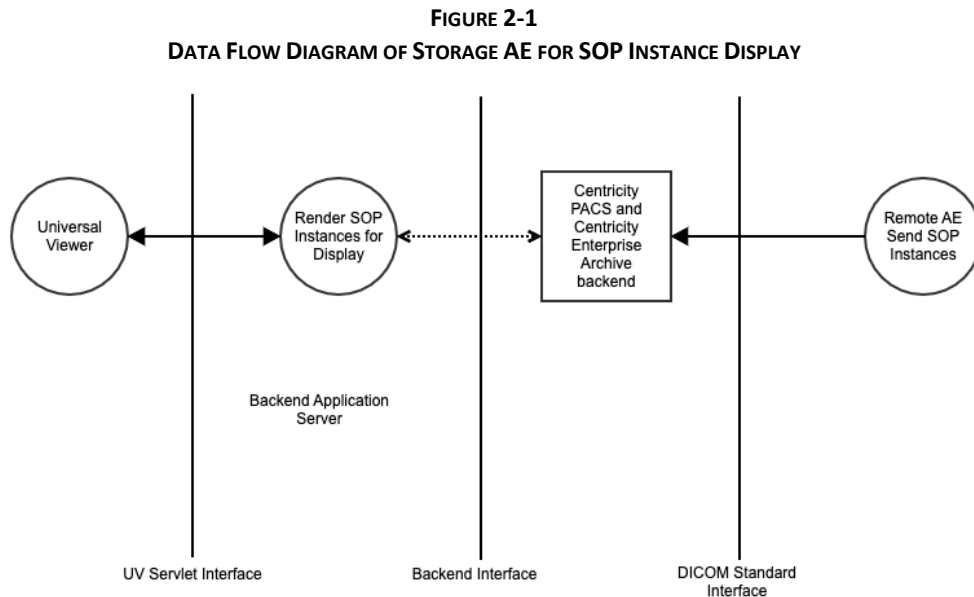 FIGURE 2-1
DATA FLOW DIAGRAM OF STORAGE AE FOR SOP INSTANCE DISPLAY
Universal
Viewer
Render SOP
Instances for
Display
Centricity
PACS and
Centricity
Enterprise
Archive
backend
Remote AE
Send SOP
Instances
Backend Application
Server
UV Servlet Interface
Backend Interface
DICOM Standard
Interface